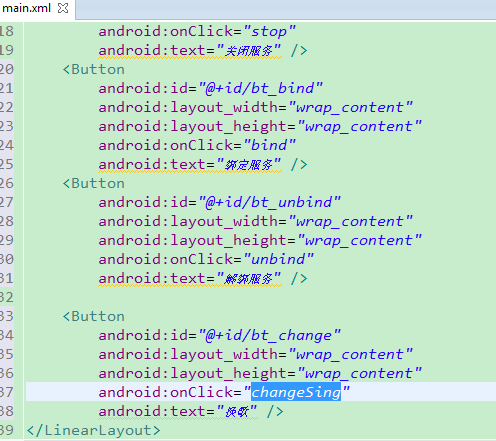 main.xml
18 android:onClick="stop"
19 android:text="关闭服务" />
20 <Button
21 android:id="@+id/bt_bind"
22 android:layout_width="wrap_content"
23 android:layout_height="wrap_content"
24 android:onClick="bind"
25 android:text="绑定服务" />
26 <Button
27 android:id="@+id/bt_unbind"
28 android:layout_width="wrap_content"
29 android:layout_height="wrap_content"
30 android:onClick="unbind"
31 android:text="解绑服务" />
32
33 <Button
34 android:id="@+id/bt_change"
35 android:layout_width="wrap_content"
36 android:layout_height="wrap_content"
37 android:onClick="changeSing"
38 android:text="换歌" />
39 </LinearLayout>